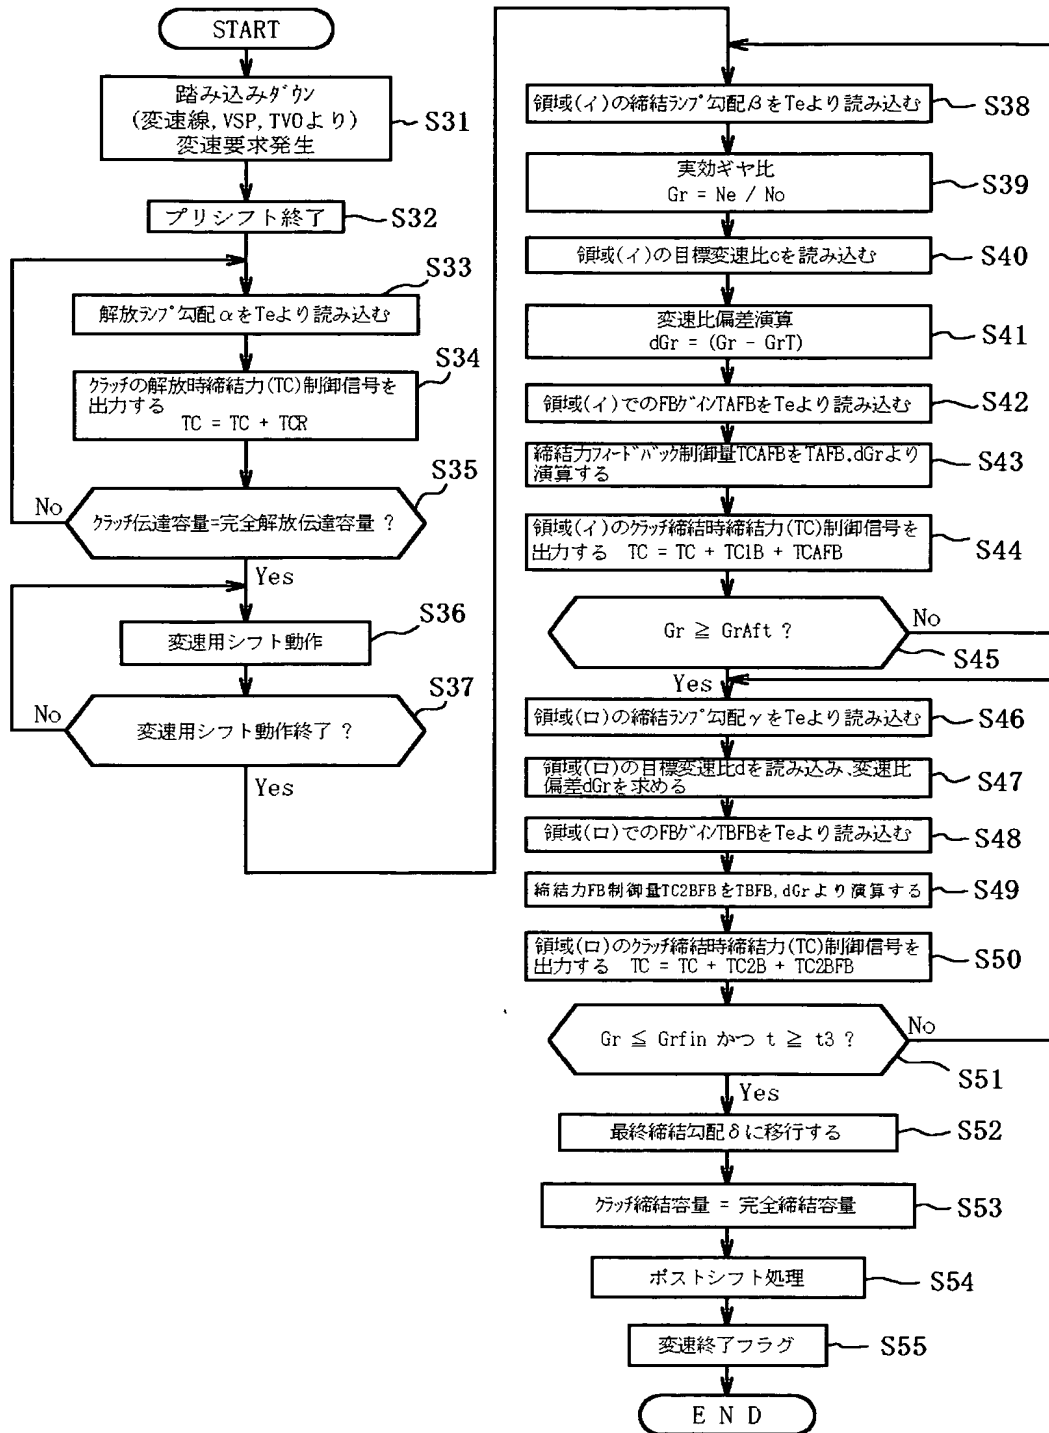 START
踏み込みダウン
(変速線,VSP,TVOより)
変速要求発生
S31
プリシフト終了
S32
S33
解放ランプ勾配αをTeより読み込む
S34
クラッチの解放時締結力(TC)制御信号を
出力する
TC = TC + TCR
S35
No
クラッチ伝達容量=完全解放伝達容量 ?
Yes
S36
変速用シフト動作
S37
No
変速用シフト動作終了 ?
Yes
領域(イ)の締結ランプ勾配βをTeより読み込む
S38
実効ギヤ比
Gr = Ne / No
S39
領域(イ)の目標変速比cを読み込む
S40
変速比偏差演算
dGr = (Gr - GrT)
S41
領域(イ)でのFBゲインTAFBをTeより読み込む
S42
締結力フィードバック制御量TCAFBをTAFB,dGrより
演算する
S43
領域(イ)のクラッチ締結時締結力(TC)制御信号を
出力する TC = TC + TC1B + TCAFB
S44
Gr ≧ GrAft ?
No
S45
Yes
領域(ロ)の締結ランプ勾配γをTeより読み込む
S46
領域(ロ)の目標変速比dを読み込み、変速比
偏差dGrを求める
S47
領域(ロ)でのFBゲインTBFBをTeより読み込む
S48
締結力FB制御量TC2BFBをTBFB,dGrより演算する
S49
領域(ロ)のクラッチ締結時締結力(TC)制御信号を
出力する TC = TC + TC2B + TC2BFB
S50
Gr ≦ Grfin かつ t ≧ t3 ?
No
S51
Yes
最終締結勾配δに移行する
S52
クラッチ締結容量 = 完全締結容量
S53
ポストシフト処理
S54
変速終了フラグ
S55
E N D